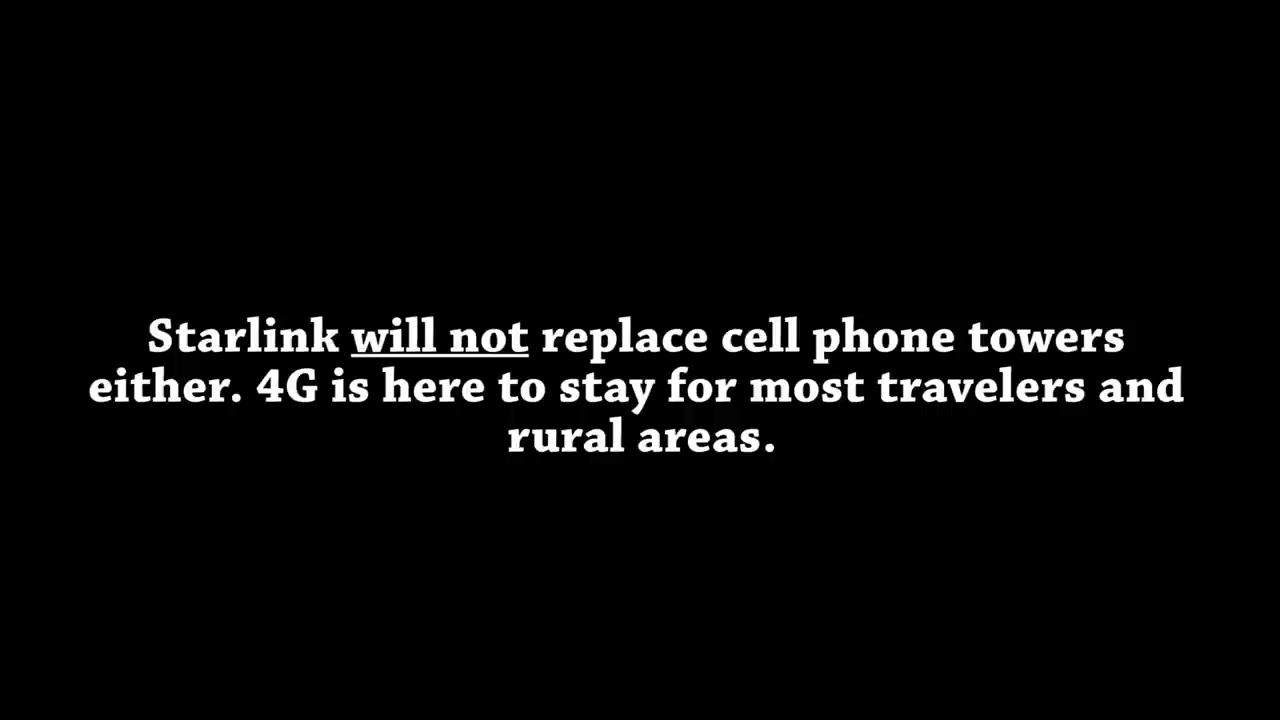 Starlink will not replace cell phone towers
either. 4G is here to stay for most travelers and
rural areas.